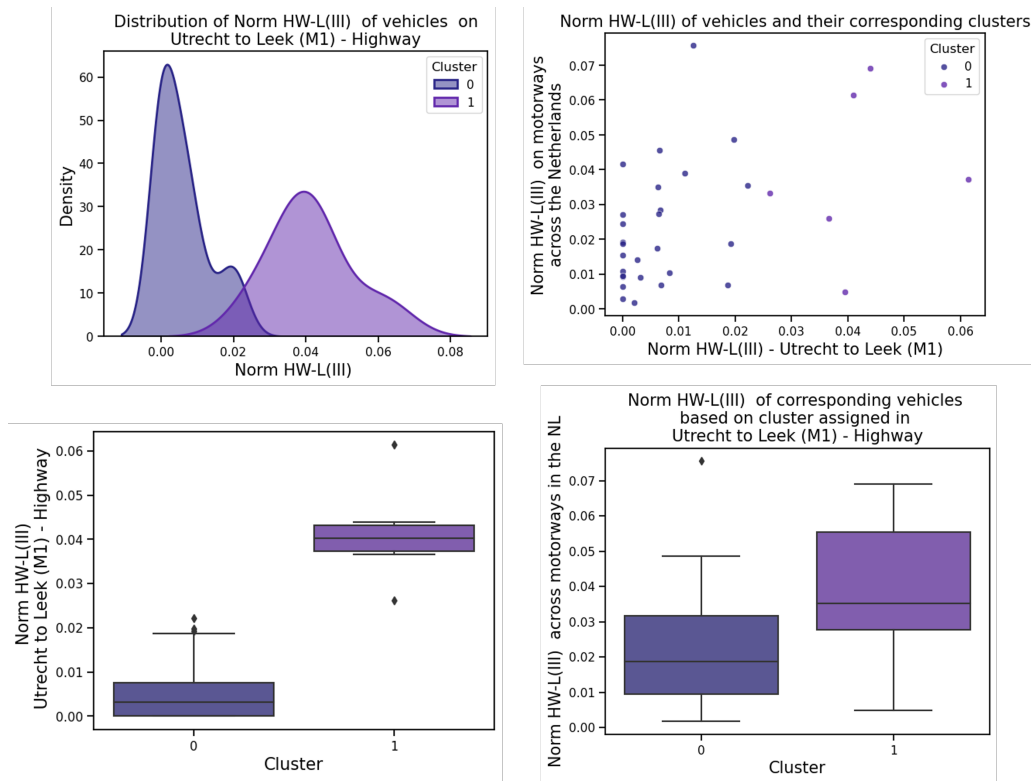 Distribution of Norm HW-L(III) of vehicles on
Utrecht to Leek (M1) - Highway
Density
60
50
40
30
20
10
0
Cluster
0
1
0.00
0.02
0.04
0.06
0.08
Norm HW-L(III)
Norm HW-L(III) of vehicles and their corresponding clusters
Norm HW-L(III) on motorways
across the Netherlands
0.07
0.06
0.05
0.04
0.03
0.02
0.01
0.00
Cluster
0
1
0.00
0.01
0.02
0.03
0.04
0.05
0.06
Norm HW-L(III) - Utrecht to Leek (M1)
Norm HW-L(III)
Utrecht to Leek (M1) - Highway
0.06
0.05
0.04
0.03
0.02
0.01
0.00
0
1
Cluster
Norm HW-L(III) of corresponding vehicles
based on cluster assigned in
Utrecht to Leek (M1) - Highway
Norm HW-L(III) across motorways in the NL
0.07
0.06
0.05
0.04
0.03
0.02
0.01
0.00
0
1
Cluster